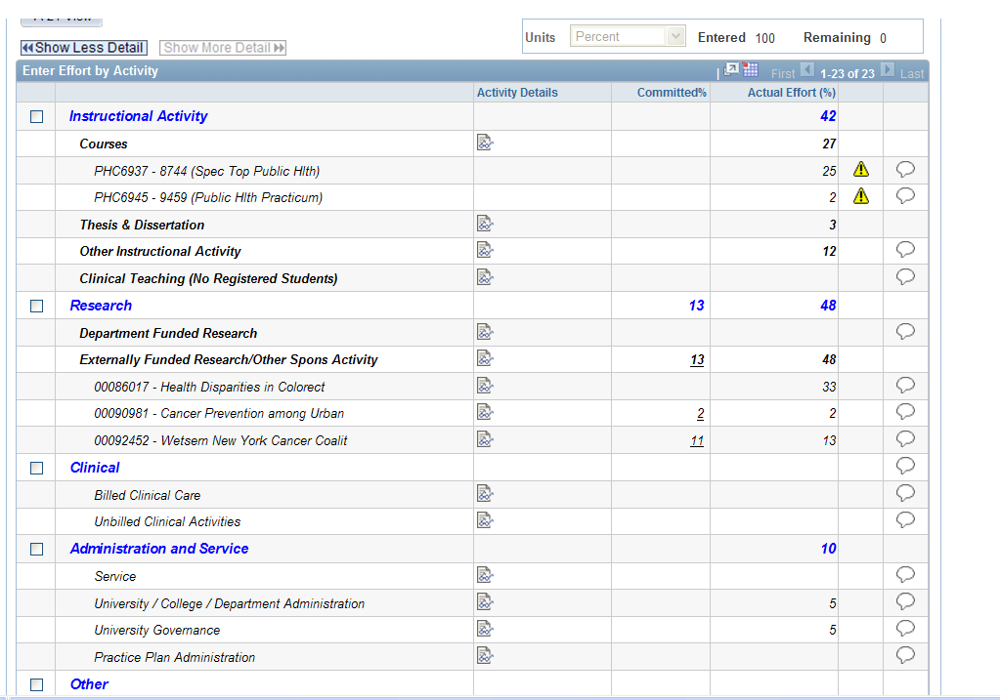 Show Less Detail Show More Detail Units Percent Entered 100 Remaining 0
Enter Effort by Activity First 1-23 of 23 Last
Activity Details Committed% Actual Effort (%)
Instructional Activity 42
Courses 27
PHC6937 - 8744 (Spec Top Public Hlth) 25
PHC6945 - 9459 (Public Hlth Practicum) 2
Thesis & Dissertation 3
Other Instructional Activity 12
Clinical Teaching (No Registered Students)
Research 13 48
Department Funded Research
Externally Funded Research/Other Spons Activity 13 48
00086017 - Health Disparities in Colorect 33
00090981 - Cancer Prevention among Urban 2 2
00092452 - Wetsern New York Cancer Coalit 11 13
Clinical
Billed Clinical Care
Unbilled Clinical Activities
Administration and Service 10
Service
University / College / Department Administration 5
University Governance 5
Practice Plan Administration
Other